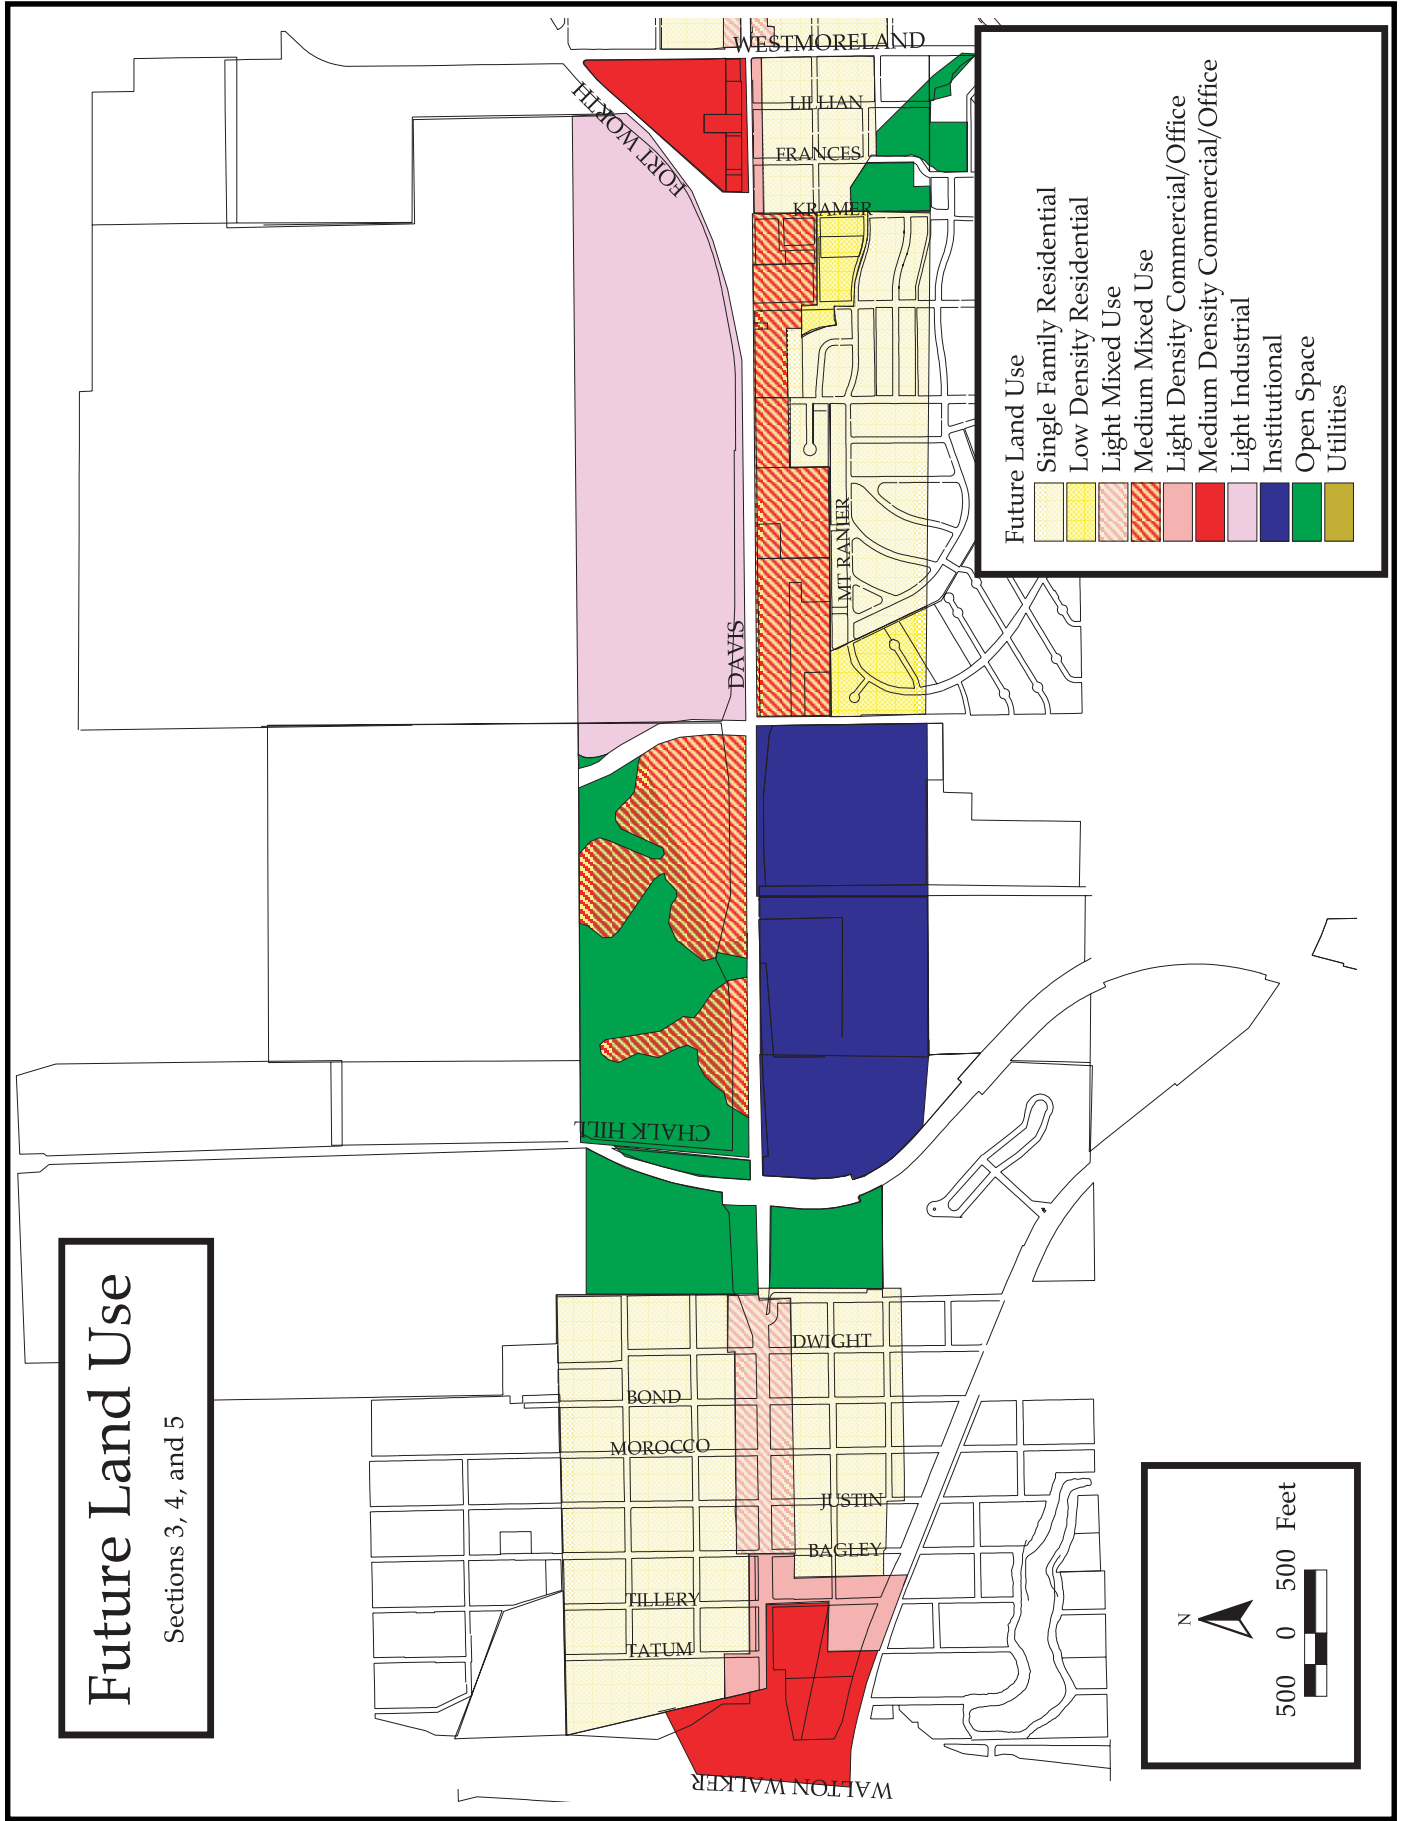 Future Land Use
Sections 3, 4, and 5
WESTMORELAND
FORT WORTH
LILLIAN
FRANCES
KRAMER
DAVIS
MT RANIER
CHALK HILL
DWIGHT
BOND
MOROCCO
JUSTIN
BAGLEY
TILLERY
TATUM
WALTON WALKER
Future Land Use
Single Family Residential
Low Density Residential
Light Mixed Use
Medium Mixed Use
Light Density Commercial/Office
Medium Density Commercial/Office
Light Industrial
Institutional
Open Space
Utilities
N
500 0 500 Feet